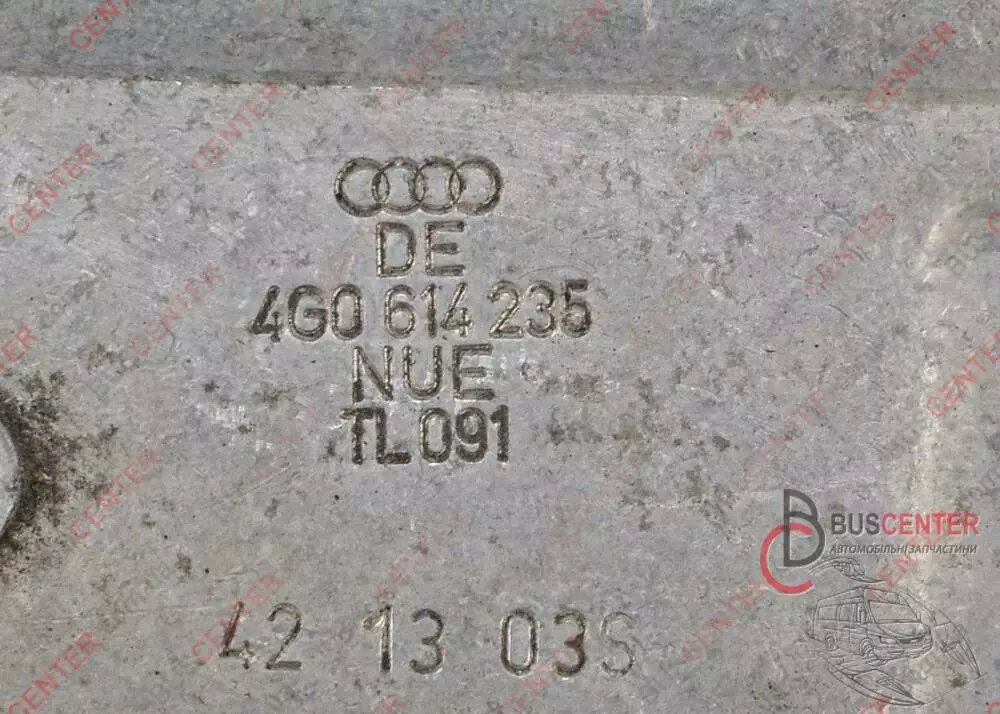 DE
4G0 614 235
NUE
TL091
BUSCENTER
АВТОМОБІЛЬНІ ЗАПЧАСТИНИ
42 13 03S